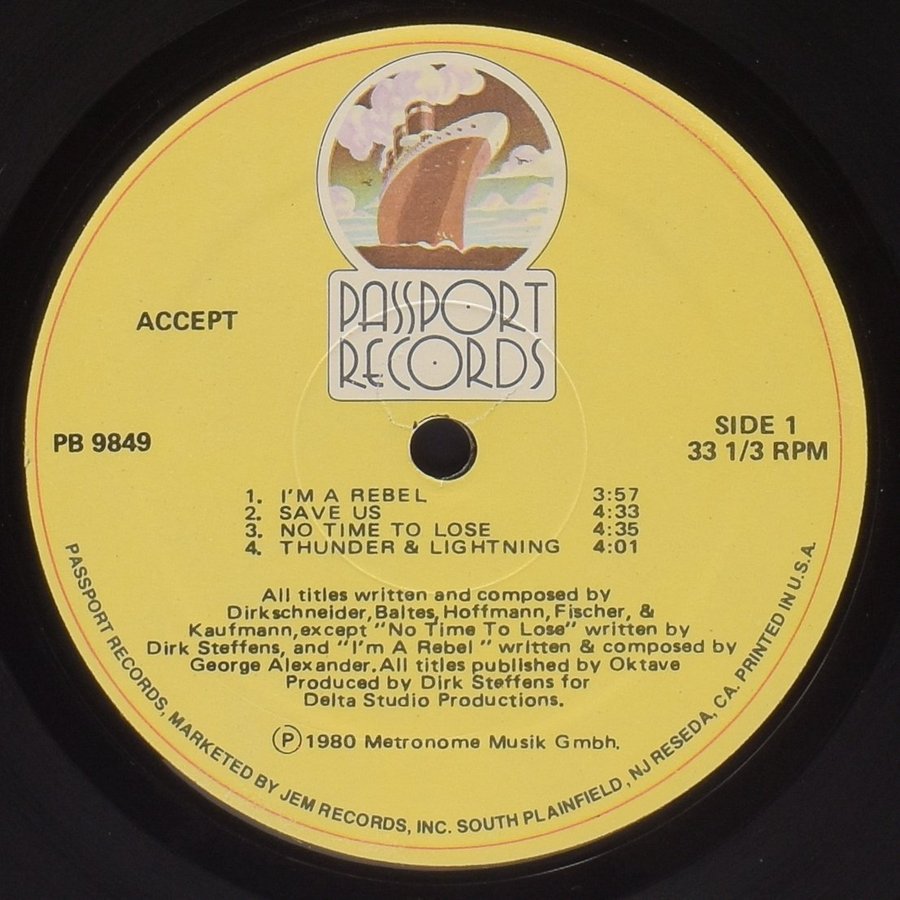 PASSPORT
RECORDS
ACCEPT
PB 9849
SIDE 1
33 1/3 RPM
1. I'M A REBEL 3:57
2. SAVE US 4:33
3. NO TIME TO LOSE 4:35
4. THUNDER & LIGHTNING 4:01
All titles written and composed by
Dirkschneider, Baltes, Hoffmann, Fischer, &
Kaufmann, except "No Time To Lose" written by
Dirk Steffens, and "I'm A Rebel" written & composed by
George Alexander. All titles published by Oktave
Produced by Dirk Steffens for
Delta Studio Productions.
Ⓟ 1980 Metronome Musik Gmbh.
PASSPORT RECORDS, MARKETED BY JEM RECORDS, INC. SOUTH PLAINFIELD, NJ RESEDA, CA. PRINTED IN U.S.A.